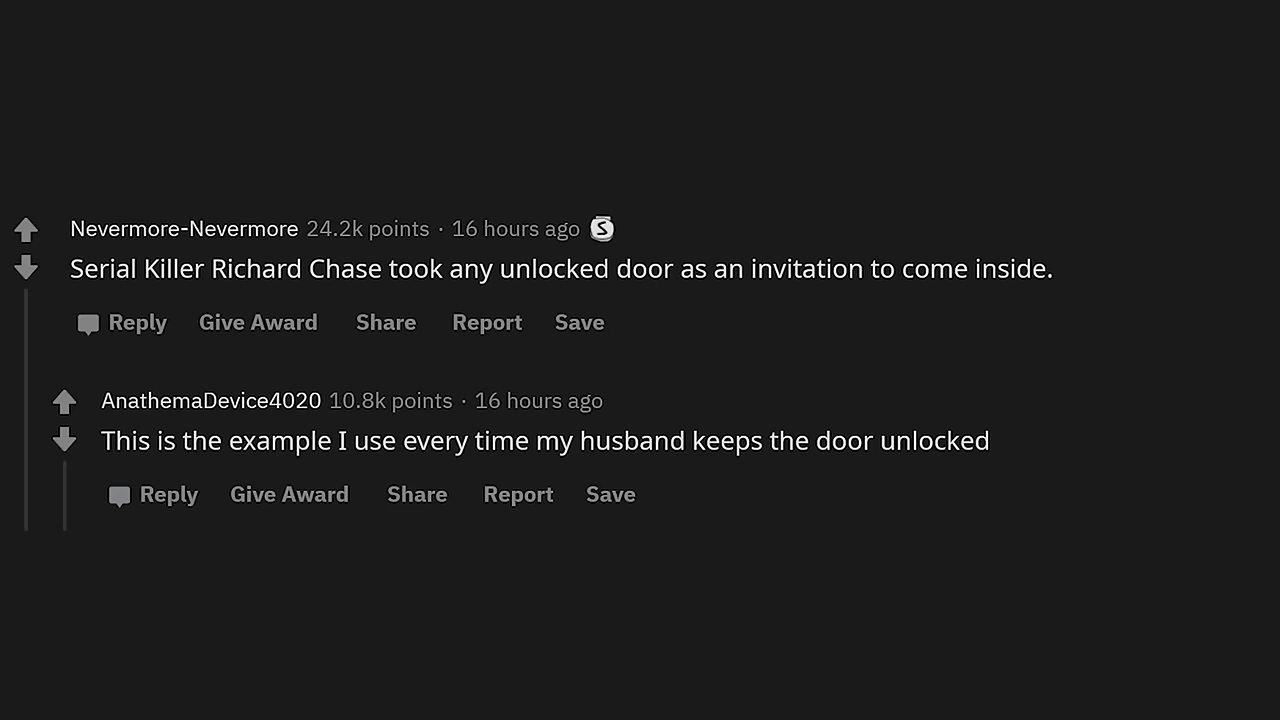 Nevermore-Nevermore 24.2k points · 16 hours ago S
Serial Killer Richard Chase took any unlocked door as an invitation to come inside.
Reply Give Award Share Report Save
AnathemaDevice4020 10.8k points · 16 hours ago
This is the example I use every time my husband keeps the door unlocked
Reply Give Award Share Report Save